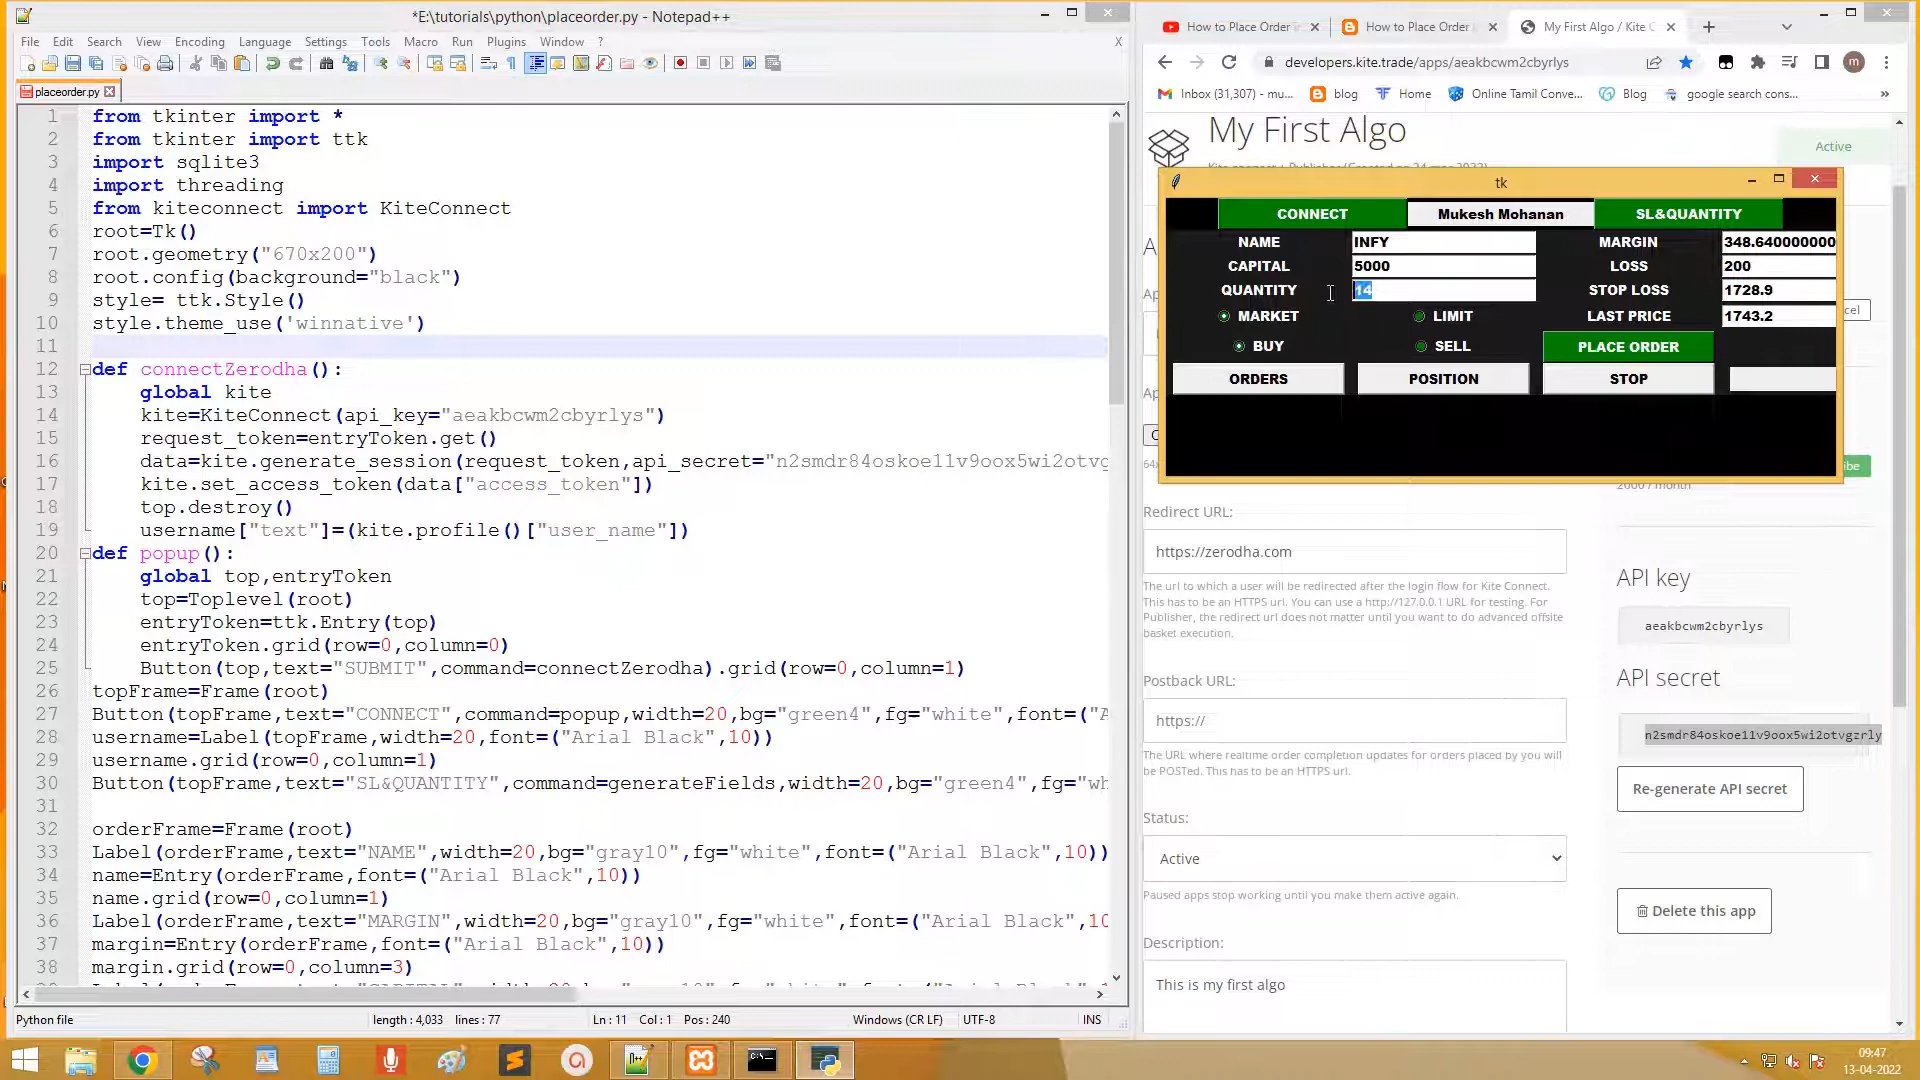 *E:\tutorials\python\placeorder.py - Notepad++
File Edit Search View Encoding Language Settings Tools Macro Run Plugins Window ?
X
placeorder.py
1 from tkinter import *
2 from tkinter import ttk
3 import sqlite3
4 import threading
5 from kiteconnect import KiteConnect
6 root=Tk()
7 root.geometry("670x200")
8 root.config(background="black")
9 style= ttk.Style()
10 style.theme_use('winnative')
11
12 def connectZerodha():
13 global kite
14 kite=KiteConnect(api_key="aeakbcwm2cbyrlys")
15 request_token=entryToken.get()
16 data=kite.generate_session(request_token,api_secret="n2smdr84oskoe11v9oox5wi2otvg
17 kite.set_access_token(data["access_token"])
18 top.destroy()
19 username["text"]=(kite.profile()["user_name"])
20 def popup():
21 global top,entryToken
22 top=Toplevel(root)
23 entryToken=ttk.Entry(top)
24 entryToken.grid(row=0,column=0)
25 Button(top,text="SUBMIT",command=connectZerodha).grid(row=0,column=1)
26 topFrame=Frame(root)
27 Button(topFrame,text="CONNECT",command=popup,width=20,bg="green4",fg="white",font=("A
28 username=Label(topFrame,width=20,font=("Arial Black",10))
29 username.grid(row=0,column=1)
30 Button(topFrame,text="SL&QUANTITY",command=generateFields,width=20,bg="green4",fg="wh
31
32 orderFrame=Frame(root)
33 Label(orderFrame,text="NAME",width=20,bg="gray10",fg="white",font=("Arial Black",10))
34 name=Entry(orderFrame,font=("Arial Black",10))
35 name.grid(row=0,column=1)
36 Label(orderFrame,text="MARGIN",width=20,bg="gray10",fg="white",font=("Arial Black",10
37 margin=Entry(orderFrame,font=("Arial Black",10))
38 margin.grid(row=0,column=3)
Python file length : 4,033 lines : 77 Ln : 11 Col : 1 Pos : 240 Windows (CR LF) UTF-8 INS
How to Place Order How to Place Order My First Algo / Kite C
developers.kite.trade/apps/aeakbcwm2cbyrlys
m
Inbox (31,307) - mu... blog Home Online Tamil Conve... Blog google search cons... »
My First Algo
Active
tk
CONNECT Mukesh Mohanan SL&QUANTITY
NAME INFY MARGIN 348.640000000
CAPITAL 5000 LOSS 200
QUANTITY 14 STOP LOSS 1728.9
MARKET LIMIT LAST PRICE 1743.2
BUY SELL PLACE ORDER
ORDERS POSITION STOP
cel
2000 / month
Redirect URL:
https://zerodha.com
The url to which a user will be redirected after the login flow for Kite Connect.
This has to be an HTTPS url. You can use a http://127.0.0.1 URL for testing. For
Publisher, the redirect url does not matter until you want to do advanced offsite
basket execution.
Postback URL:
https://
The URL where realtime order completion updates for orders placed by you will
be POSTed. This has to be an HTTPS url.
Status:
Active
Paused apps stop working until you make them active again.
Description:
This is my first algo
API key
aeakbcwm2cbyrlys
API secret
n2smdr84oskoe11v9oox5wi2otvgzrly
Re-generate API secret
Delete this app
09:47
13-04-2022